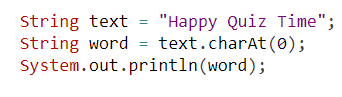 String text = "Happy Quiz Time";
String word = text.charAt(0);
System.out.println(word);